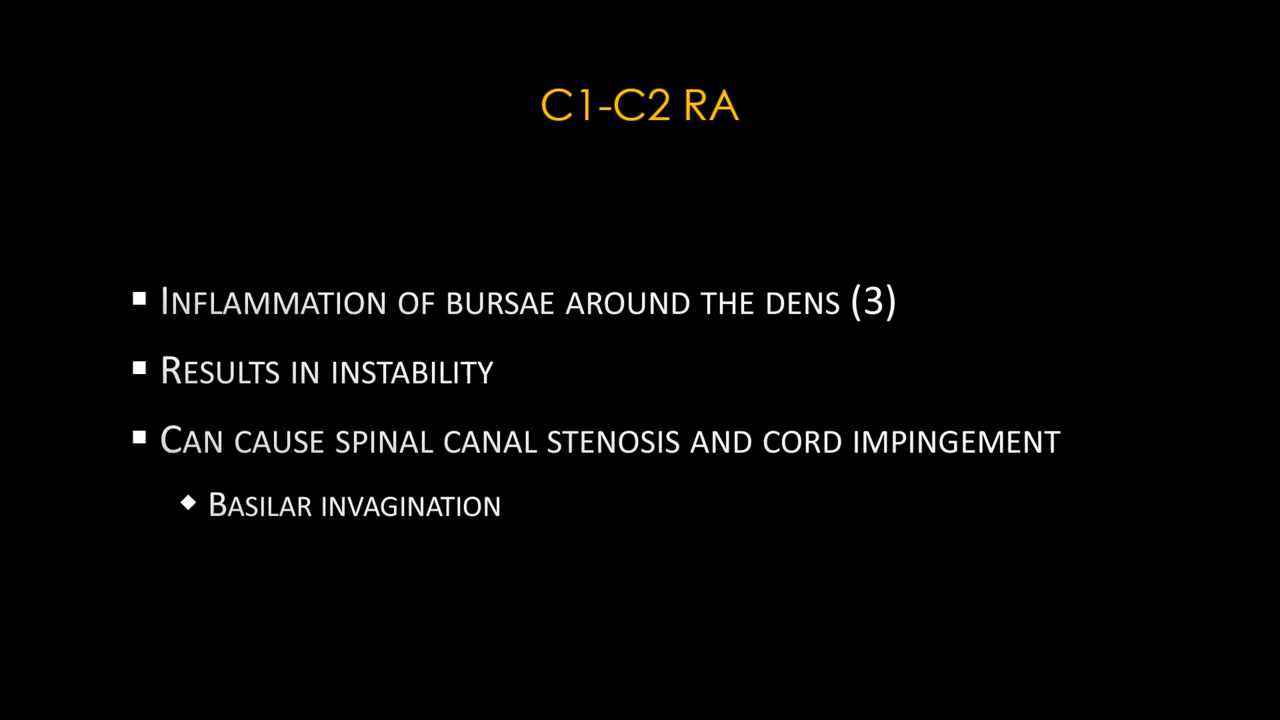 C1-C2 RA
Inflammation of bursae around the dens (3)
Results in instability
Can cause spinal canal stenosis and cord impingement
Basilar invagination